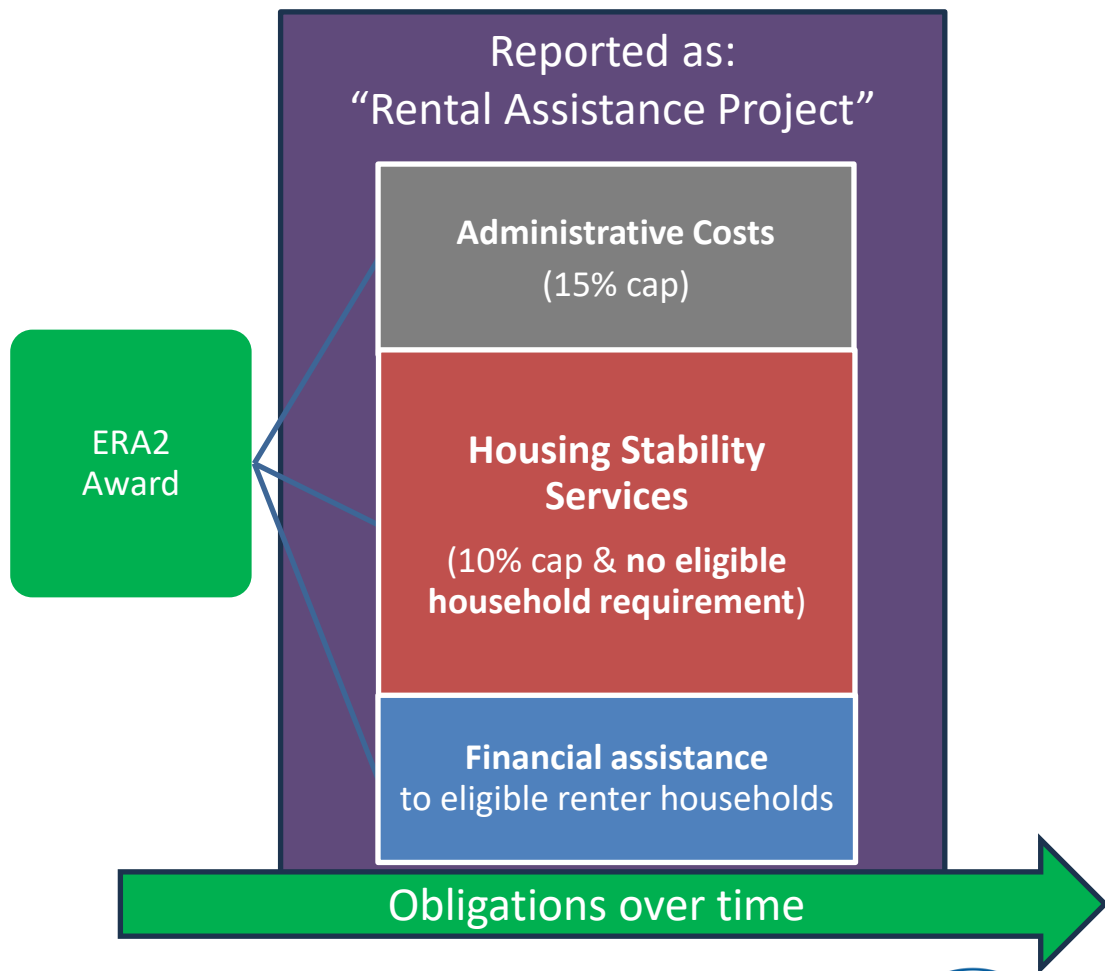 Reported as:
“Rental Assistance Project”
Administrative Costs
(15% cap)
ERA2
Award
Housing Stability
Services
(10% cap & no eligible
household requirement)
Financial assistance
to eligible renter households
Obligations over time